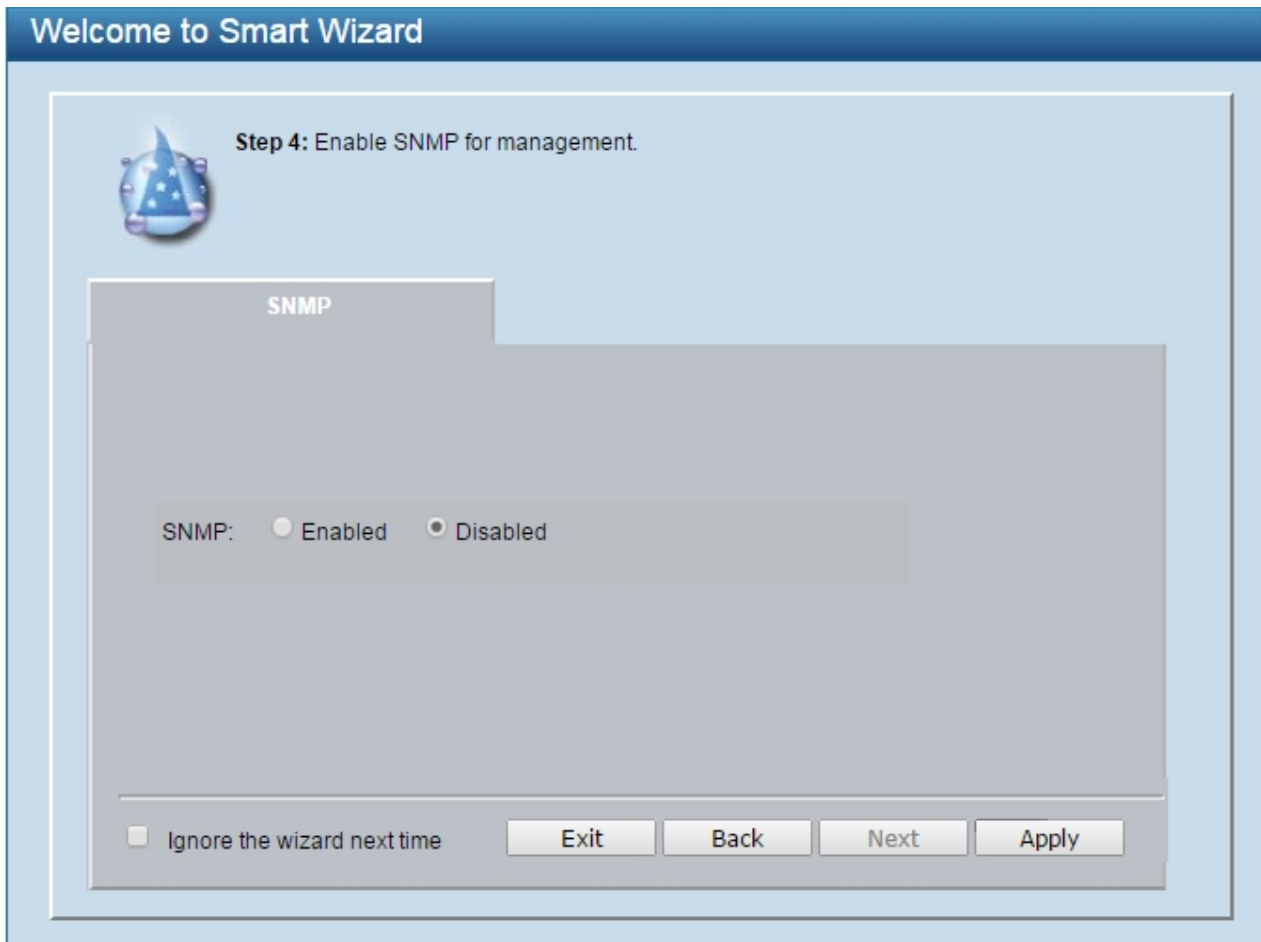 Welcome to Smart Wizard
Step 4: Enable SNMP for management.
SNMP
SNMP: Enabled Disabled
Ignore the wizard next time Exit Back Next Apply